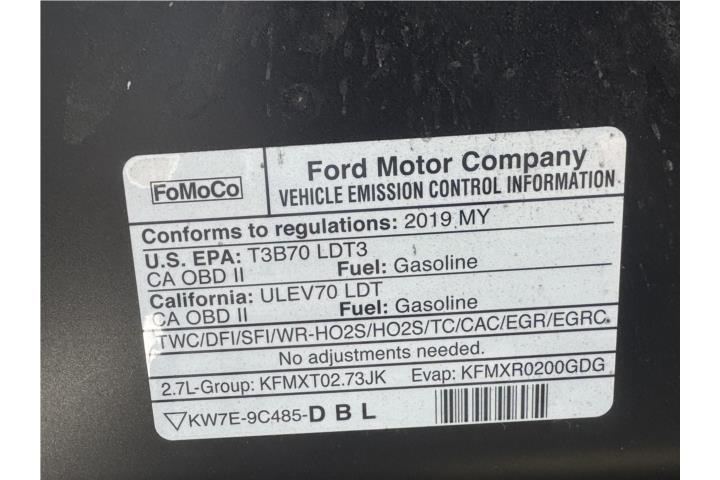 FoMoCo
Ford Motor Company
VEHICLE EMISSION CONTROL INFORMATION
Conforms to regulations: 2019 MY
U.S. EPA: T3B70 LDT3
CA OBD II Fuel: Gasoline
California: ULEV70 LDT
CA OBD II Fuel: Gasoline
TWC/DFI/SFI/WR-HO2S/HO2S/TC/CAC/EGR/EGRC
No adjustments needed.
2.7L-Group: KFMXT02.73JK Evap: KFMXR0200GDG
KW7E-9C485-DBL